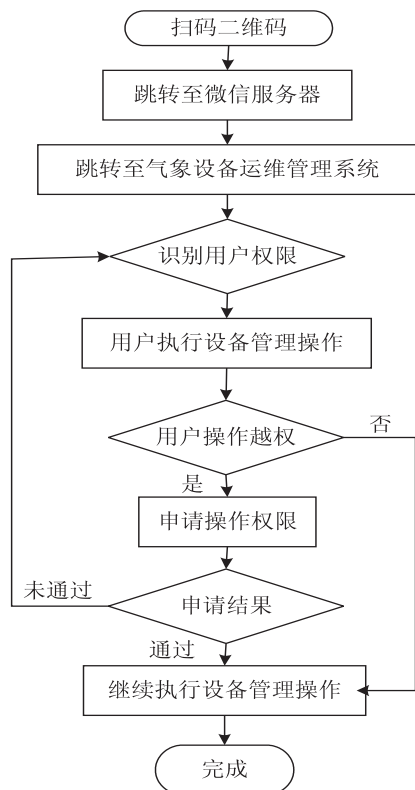 扫码二维码
跳转至微信服务器
跳转至气象设备运维管理系统
识别用户权限
用户执行设备管理操作
用户操作越权
否
是
申请操作权限
未通过
申请结果
通过
继续执行设备管理操作
完成